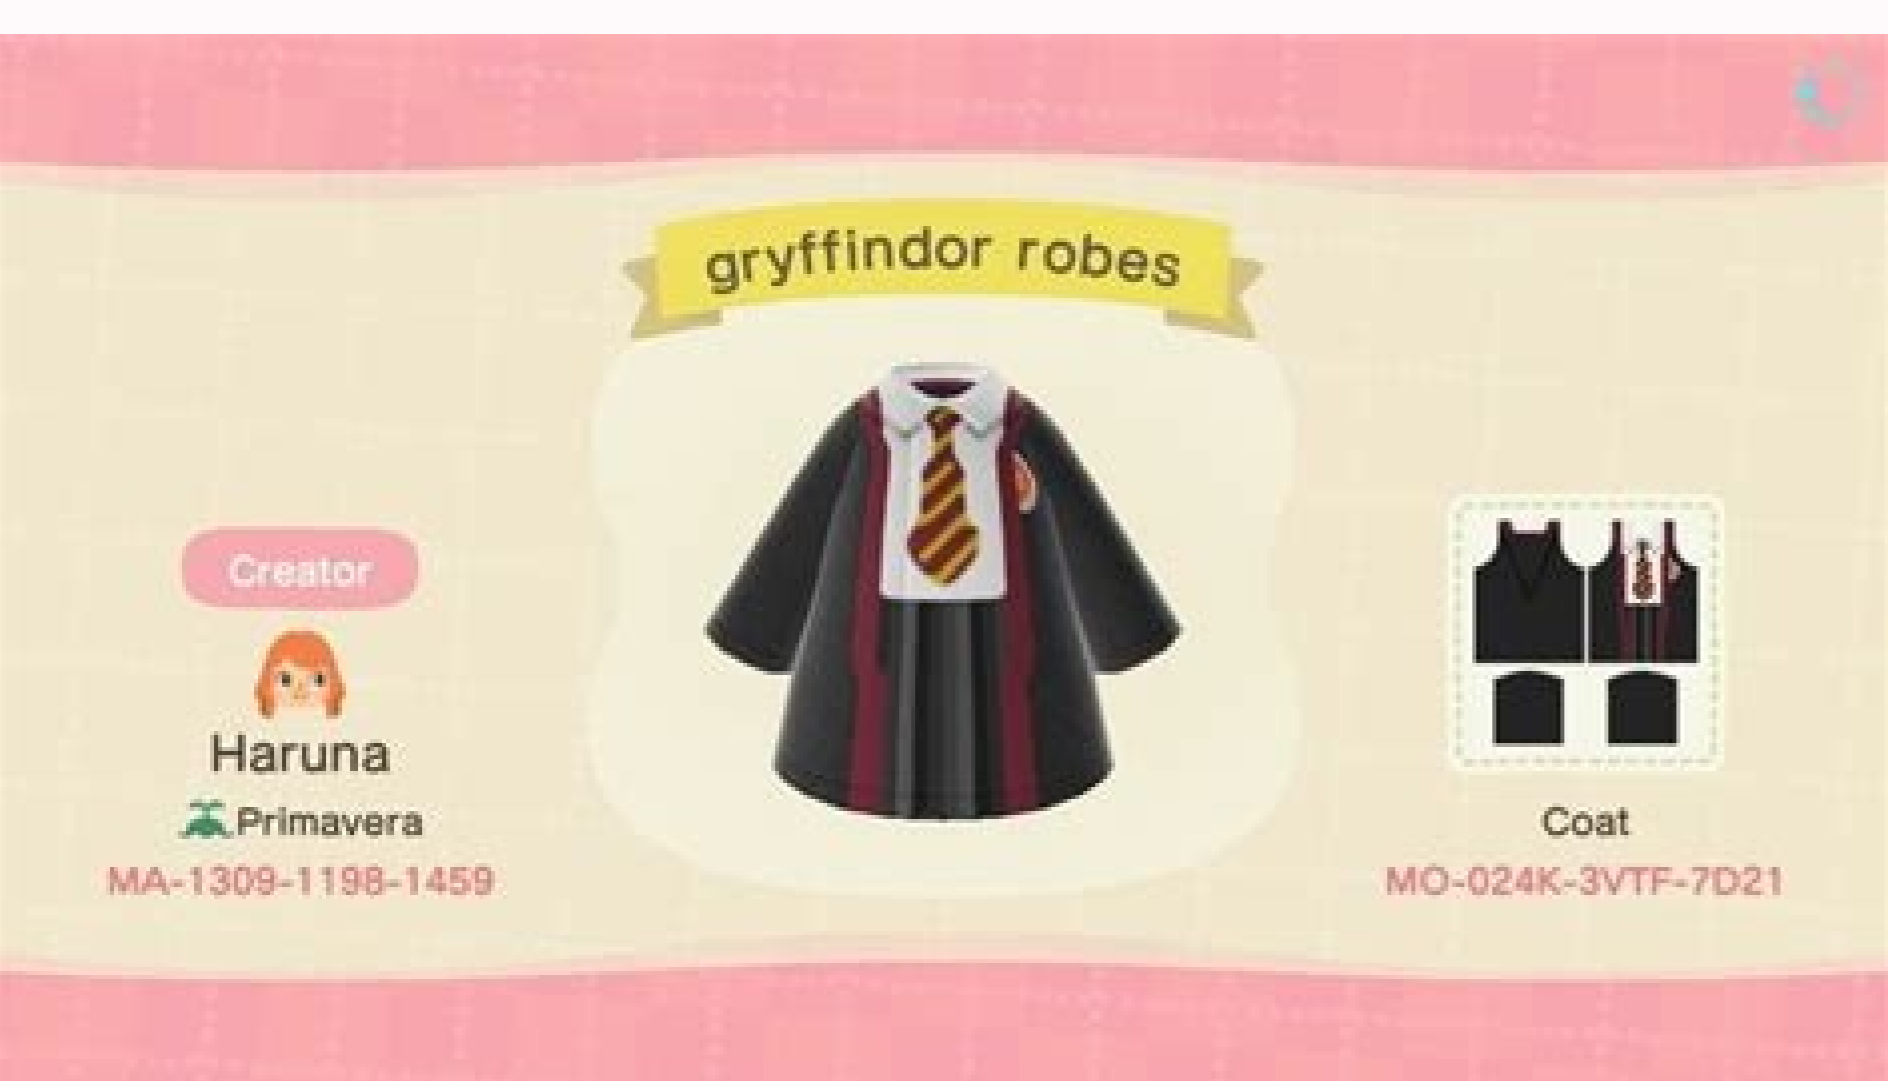 gryffindor robes
Creator
Haruna
Primavera
MA-1309-1198-1459
Coat
MO-024K-3VTF-7D21